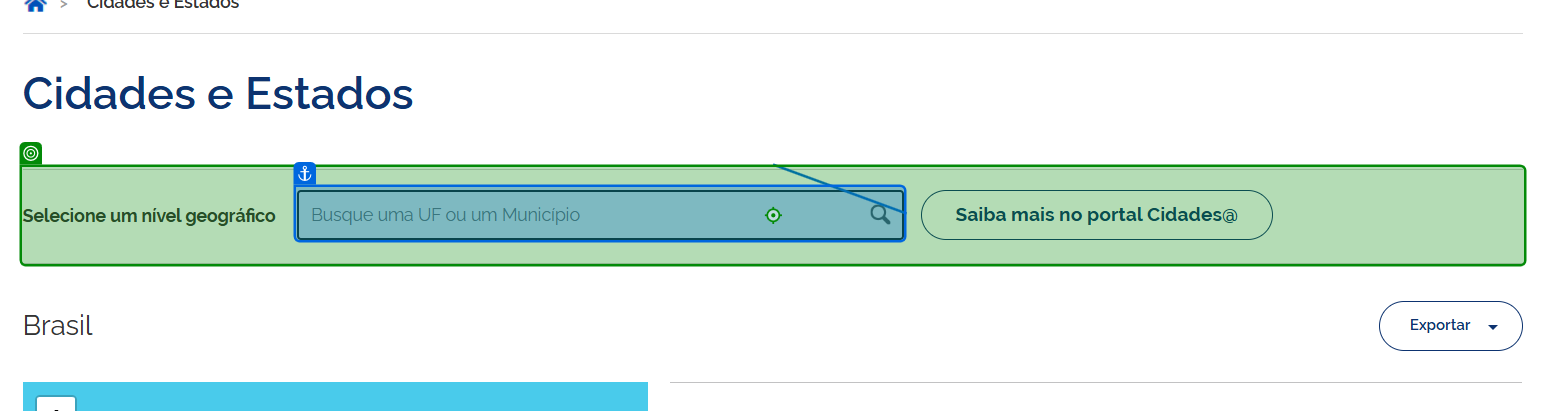 > Cidades e Estados
Cidades e Estados
Selecione um nível geográfico
Busque uma UF ou um Município
Saiba mais no portal Cidades@
Brasil
Exportar